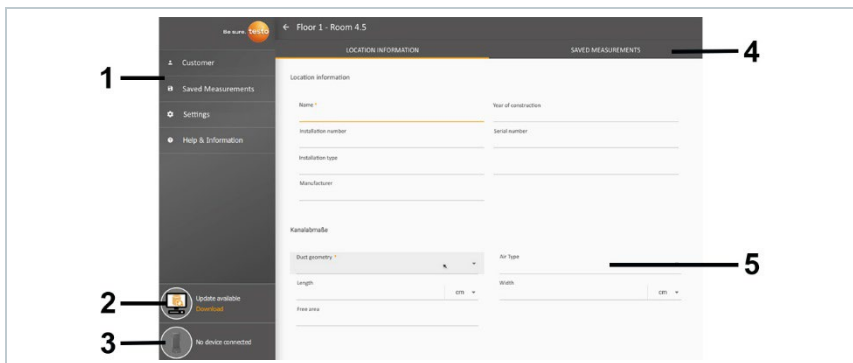 Be sure. testo
← Floor 1 - Room 4.5
LOCATION INFORMATION
SAVED MEASUREMENTS
4
1
Customer
Saved Measurements
Settings
Help & Information
Location information
Name *
Year of construction
Installation number
Serial number
Installation type
Manufacturer
Kanalabmaße
Duct geometry *
Air Type
5
Length
cm
Width
cm
Free area
2
Update available
Download
3
No device connected